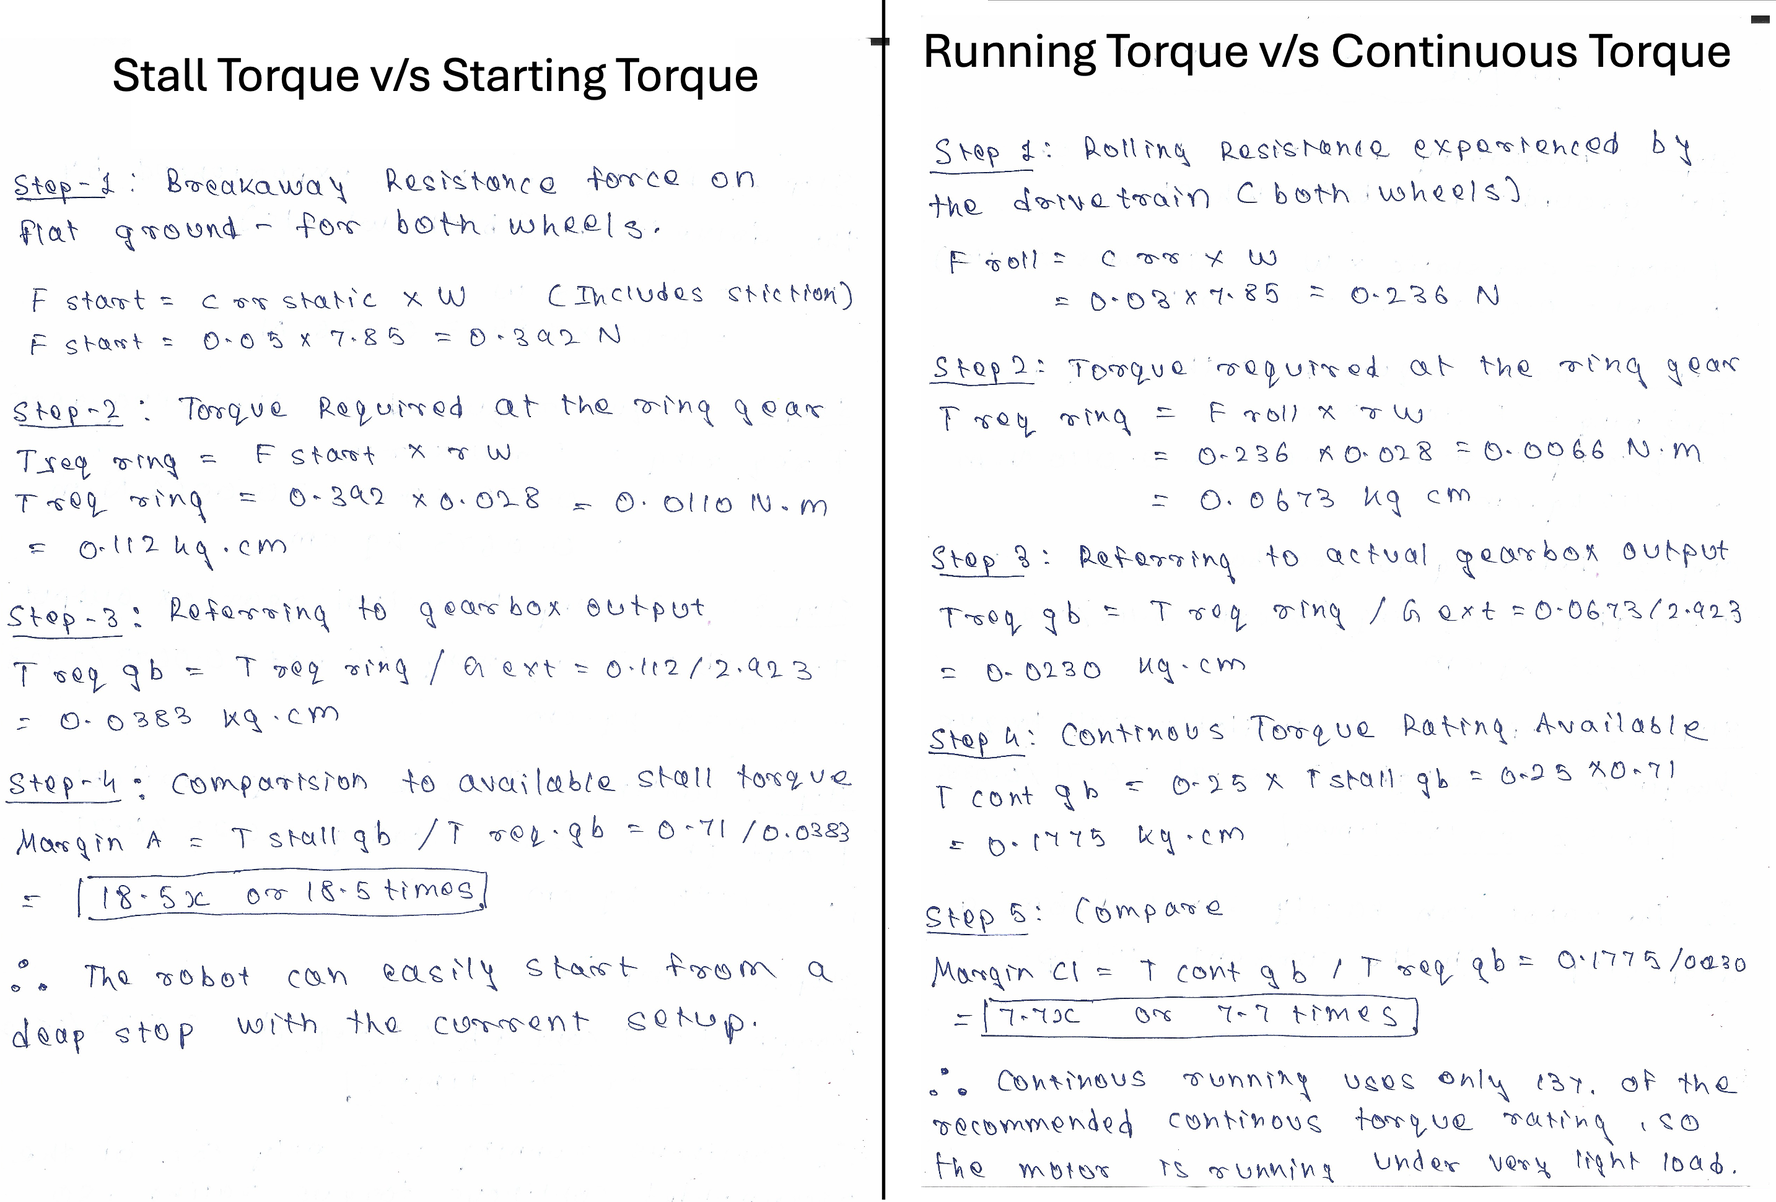 Stall Torque v/s Starting Torque
Step-1: Breakaway Resistance force on
flat ground - for both wheels.
F start = C rr static x W (Includes stiction)
F start = 0.05 x 7.85 = 0.392 N
Step-2: Torque Required at the ring gear
Treq ring = F start x r W
T req ring = 0.392 x 0.028 = 0.0110 N.m
= 0.112 kg.cm
Step-3: Referring to gearbox output
T req gb = T req ring / G ext = 0.112 / 2.923
= 0.0383 kg.cm
Step-4: Comparision to available stall torque
Margin A = T stall gb / T req.gb = 0.71 / 0.0383
= 18.5x or 18.5 times
∴ The robot can easily start from a
deap stop with the current setup.
Running Torque v/s Continuous Torque
Step 1: Rolling Resistance experienced by
the drivetrain (both wheels).
F roll = C rr x W
= 0.03 x 7.85 = 0.236 N
Step 2: Torque required at the ring gear
T req ring = F roll x r W
= 0.236 x 0.028 = 0.0066 N.m
= 0.0673 kg cm
Step 3: Referring to actual gearbox output
Treq gb = T req ring / G ext = 0.0673 / 2.923
= 0.0230 kg.cm
Step 4: Continous Torque Rating Available
T cont gb = 0.25 x T stall gb = 0.25 x 0.71
= 0.1775 kg.cm
Step 5: Compare
Margin C1 = T cont gb / T req gb = 0.1775 /
= 7.7x or 7.7 times
∴ Continous running uses only 13%. of the
recommended continous torque rating, so
the motor is running under very light load.